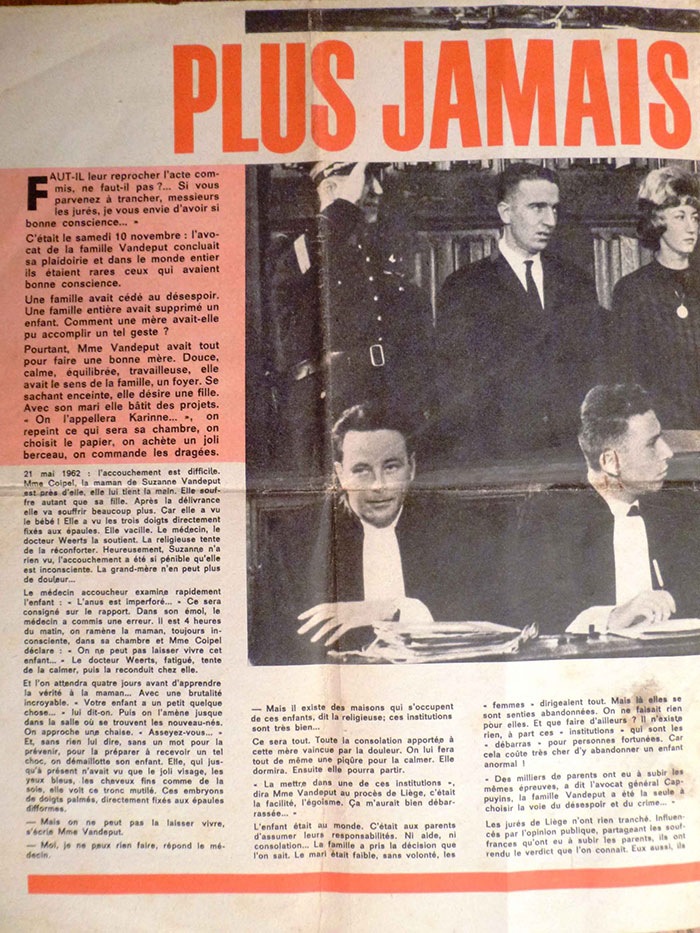 PLUS JAMAIS
FAUT-IL leur reprocher l'acte com-
mis, ne faut-il pas ?... Si vous
parvenez à trancher, messieurs
les jurés, je vous envie d'avoir si
bonne conscience... »
C'était le samedi 10 novembre : l'avo-
cat de la famille Vandeput concluait
sa plaidoirie et dans le monde entier
ils étaient rares ceux qui avaient
bonne conscience.
Une famille avait cédé au désespoir.
Une famille entière avait supprimé un
enfant. Comment une mère avait-elle
pu accomplir un tel geste ?
Pourtant, Mme Vandeput avait tout
pour faire une bonne mère. Douce,
calme, équilibrée, travailleuse, elle
avait le sens de la famille, un foyer. Se
sachant enceinte, elle désire une fille.
Avec son mari elle bâtit des projets.
« On l'appellera Karinne... », on
repeint ce qui sera sa chambre, on
choisit le papier, on achète un joli
berceau, on commande les dragées.
21 mai 1962 : l'accouchement est difficile.
Mme Coipel, la maman de Suzanne Vandeput
est près d'elle, elle lui tient la main. Elle souf-
fre autant que sa fille. Après la délivrance
elle va souffrir beaucoup plus. Car elle a vu
le bébé ! Elle a vu les trois doigts directement
fixés aux épaules. Elle vacille. Le médecin, le
docteur Weerts la soutient. La religieuse tente
de la réconforter. Heureusement, Suzanne n'a
rien vu, l'accouchement a été si pénible qu'elle
est inconsciente. La grand-mère n'en peut plus
de douleur...
Le médecin accoucheur examine rapidement
l'enfant : « L'anus est imperforé... » Ce sera
consigné sur le rapport. Dans son émoi, le
médecin a commis une erreur. Il est 4 heures
du matin, on ramène la maman, toujours in-
consciente, dans sa chambre et Mme Coipel
déclare : « On ne peut pas laisser vivre cet
enfant... » Le docteur Weerts, fatigué, tente
de la calmer, puis la reconduit chez elle.
Et l'on attendra quatre jours avant d'apprendre
la vérité à la maman... Avec une brutalité
incroyable. « Votre enfant a un petit quelque
chose... » lui dit-on. Puis on l'amène jusque
dans la salle où se trouvent les nouveau-nés.
On approche une chaise. « Asseyez-vous... »
Et, sans rien lui dire, sans un mot pour la
prévenir, pour la préparer à recevoir un tel
choc, on démaillotte son enfant. Elle, qui jus-
qu'à présent n'avait vu que le joli visage, les
yeux bleus, les cheveux fins comme de la
soie, elle voit ce tronc mutilé. Ces embryons
de doigts palmés, directement fixés aux épaules
difformes.
— Mais on ne peut pas la laisser vivre,
s'écrie Mme Vandeput.
— Moi, je ne peux rien faire, répond le mé-
decin.
— Mais il existe des maisons qui s'occupent
de ces enfants, dit la religieuse; ces institutions
sont très bien...
Ce sera tout. Toute la consolation apportée à
cette mère vaincue par la douleur. On lui fera
tout de même une piqûre pour la calmer. Elle
dormira. Ensuite elle pourra partir.
- La mettre dans une de ces institutions »,
dira Mme Vandeput au procès de Liège, c'était
la facilité, l'égoïsme. Ça m'aurait bien débar-
rassée... »
L'enfant était au monde. C'était aux parents
d'assumer leurs responsabilités. Ni aide, ni
consolation... La famille a pris la décision que
l'on sait. Le mari était faible, sans volonté, les
« femmes » dirigeaient tout. Mais là elles se
sont senties abandonnées. On ne faisait rien
pour elles. Et que faire d'ailleurs ? Il n'existe
rien, à part ces « institutions » qui sont les
« débarras » pour personnes fortunées. Car
cela coûte très cher d'y abandonner un enfant
anormal !
« Des milliers de parents ont eu à subir les
mêmes épreuves, a dit l'avocat général Cap-
puyins, la famille Vandeput a été la seule à
choisir la voie du désespoir et du crime... »
Les jurés de Liège n'ont rien tranché. Influen-
cés par l'opinion publique, partageant les souf-
frances qu'ont eu à subir les parents, ils ont
rendu le verdict que l'on connaît. Eux aussi, ils